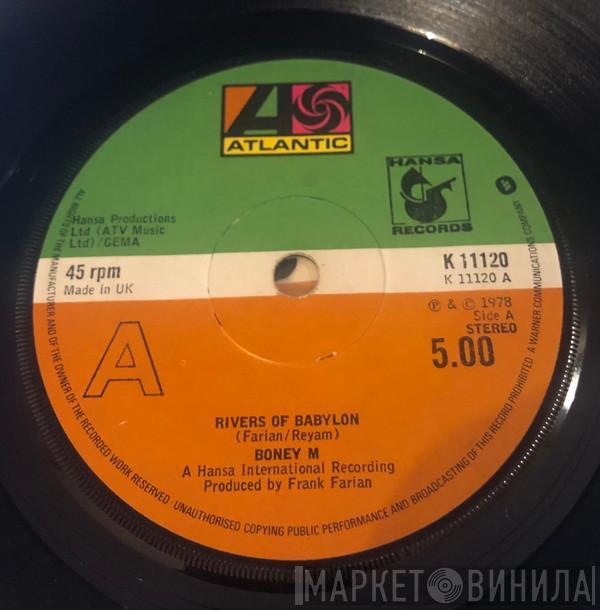 ATLANTIC
HANSA
RECORDS
Hansa Productions
Ltd (ATV Music
Ltd)/GEMA
45 rpm
Made in UK
K 11120
K 11120 A
℗ & © 1978
Side A
STEREO
5.00
A
RIVERS OF BABYLON
(Farian/Reyam)
BONEY M
A Hansa International Recording
Produced by Frank Farian
ALL RIGHTS OF THE MANUFACTURER AND OF THE OWNER OF THE RECORDED WORK RESERVED UNAUTHORISED COPYING PUBLIC PERFORMANCE AND BROADCASTING OF THIS RECORD PROHIBITED A WARNER COMMUNICATIONS COMPANY
МАРКЕТ ВИНИЛА